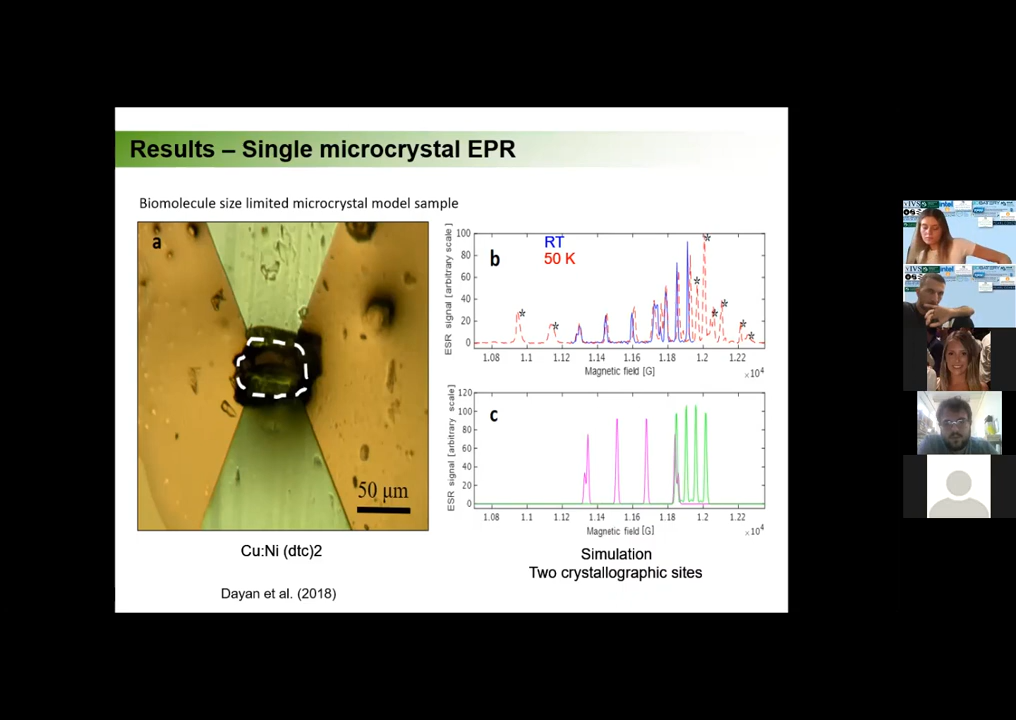 Results – Single microcrystal EPR
Biomolecule size limited microcrystal model sample
a
50 µm
Cu:Ni (dtc)2
Dayan et al. (2018)
b
RT
50 K
ESR signal [arbitrary scale]
100
80
60
40
20
0
1.08
1.1
1.12
1.14
1.16
1.18
1.2
1.22
×10⁴
Magnetic field [G]
* * * * * * * *
c
ESR signal [arbitrary scale]
120
100
80
60
40
20
0
1.08
1.1
1.12
1.14
1.16
1.18
1.2
1.22
×10⁴
Magnetic field [G]
Simulation
Two crystallographic sites
intel